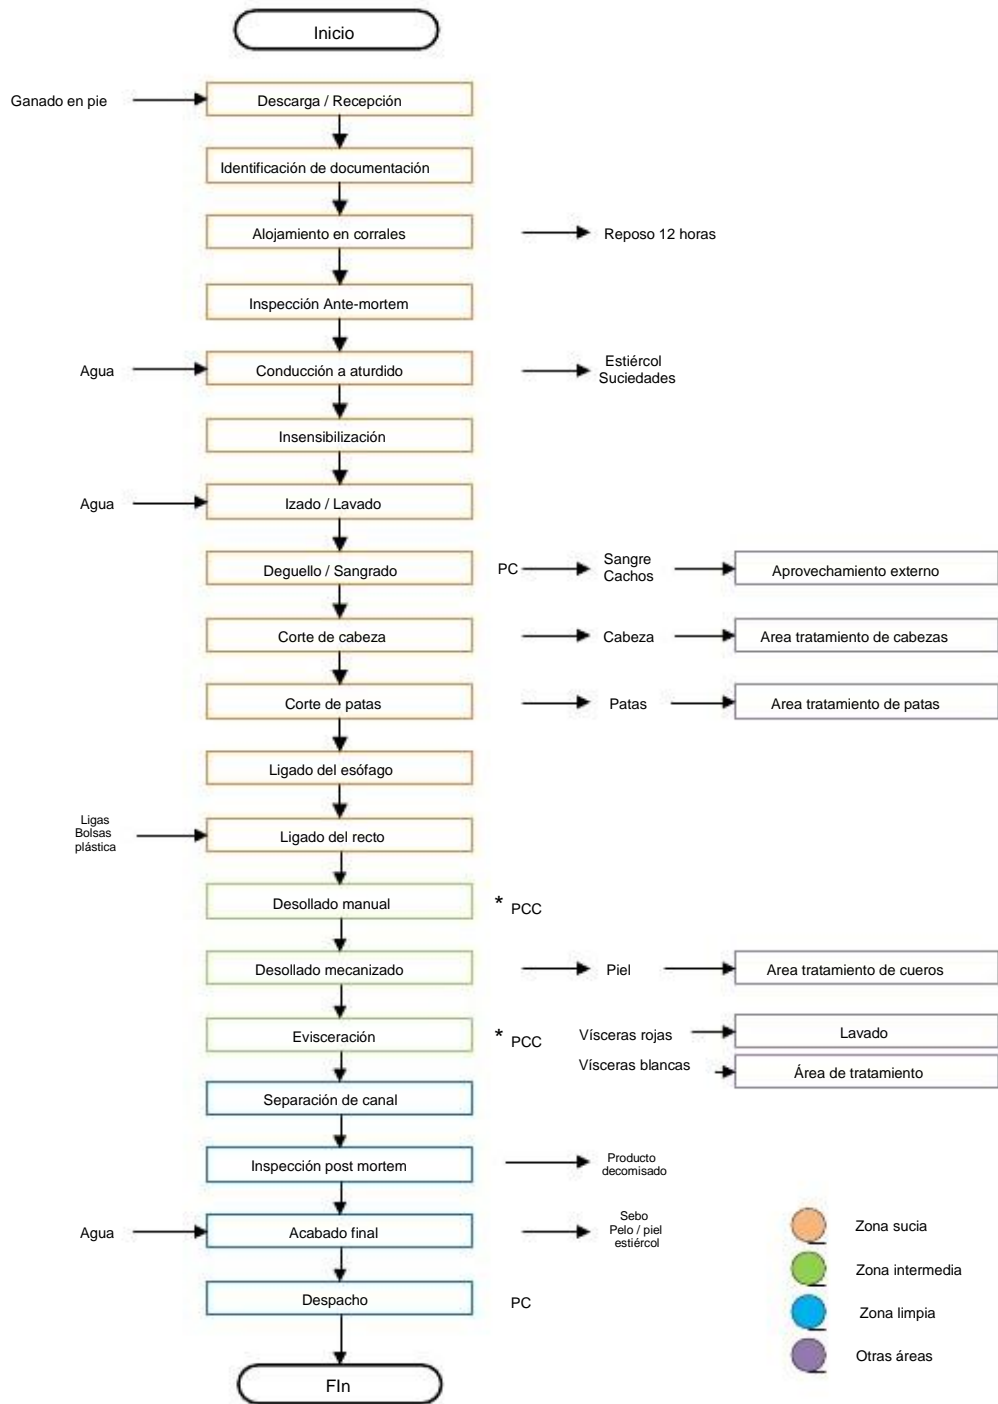 Inicio
Ganado en pie
Descarga / Recepción
Identificación de documentación
Alojamiento en corrales
Reposo 12 horas
Inspección Ante-mortem
Agua
Conducción a aturdido
Estiércol
Suciedades
Insensibilización
Agua
Izado / Lavado
Deguello / Sangrado
PC
Sangre
Cachos
Aprovechamiento externo
Corte de cabeza
Cabeza
Area tratamiento de cabezas
Corte de patas
Patas
Area tratamiento de patas
Ligado del esófago
Ligas
Bolsas
plástica
Ligado del recto
Desollado manual
* PCC
Desollado mecanizado
Piel
Area tratamiento de cueros
Evisceración
* PCC
Vísceras rojas
Lavado
Vísceras blancas
Área de tratamiento
Separación de canal
Inspección post mortem
Producto
decomisado
Agua
Acabado final
Sebo
Pelo / piel
estiércol
Despacho
PC
FIn
Zona sucia
Zona intermedia
Zona limpia
Otras áreas